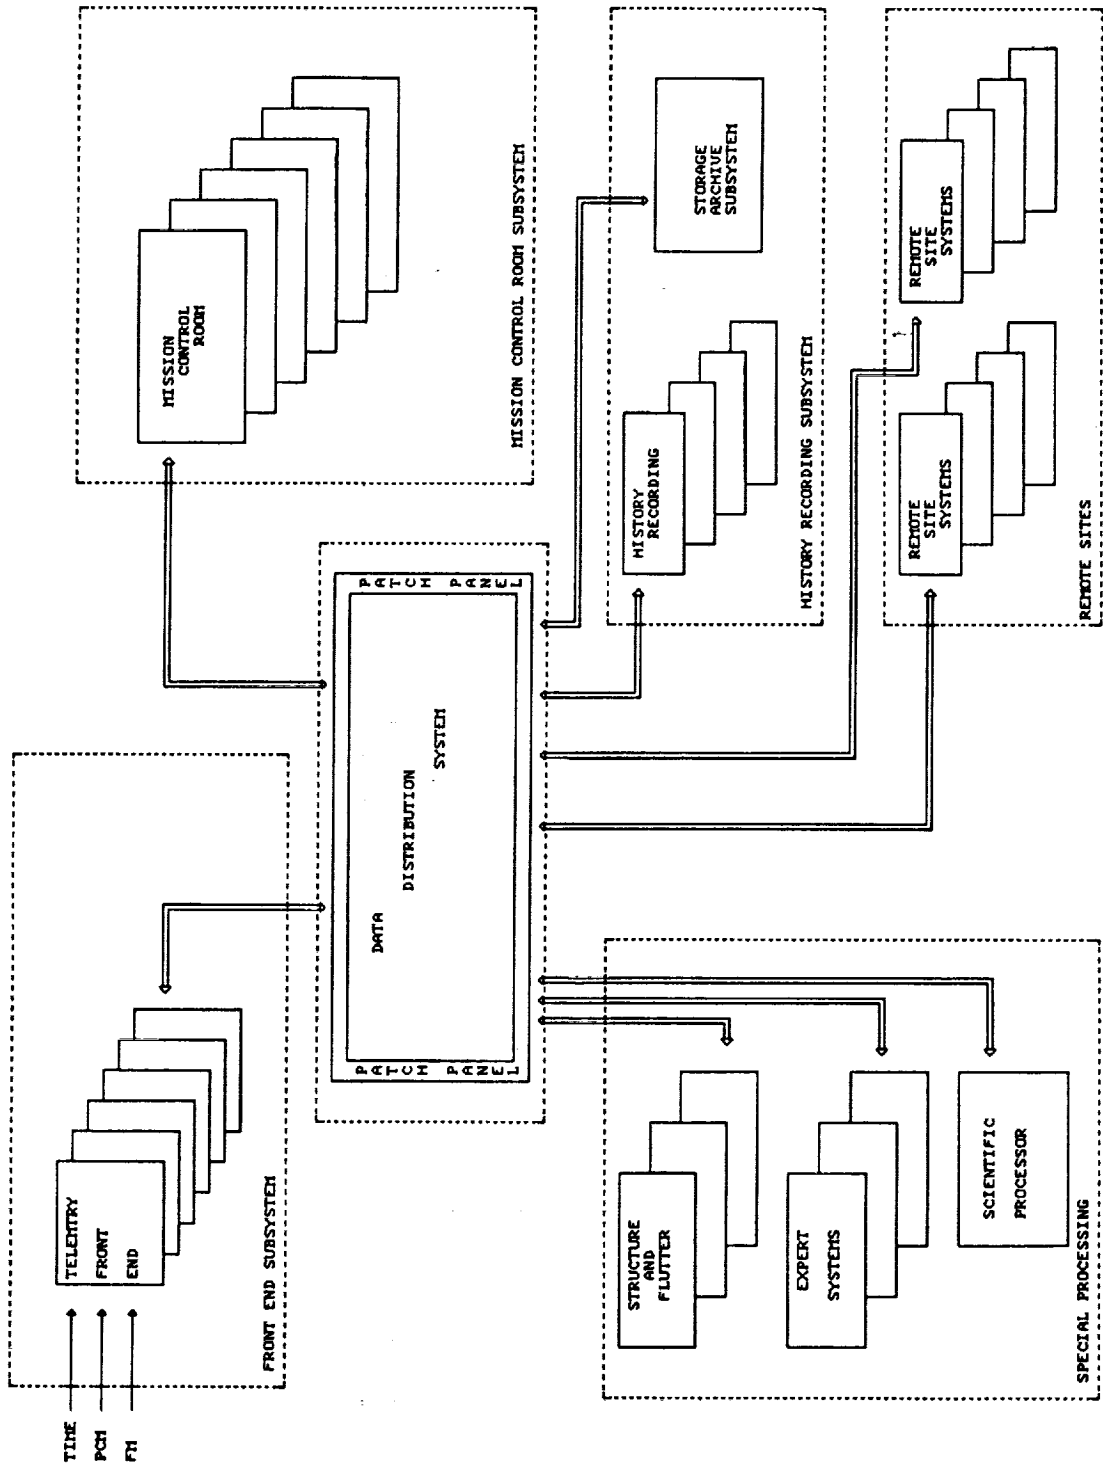 TIME
PCM
FM
TELEMTRY
FRONT
END
FRONT END SUBSYSTEM
MISSION
CONTROL
ROOM
MISSION CONTROL ROOM SUBSYSTEM
PATCH PANEL
DATA
DISTRIBUTION
SYSTEM
PATCH PANEL
STRUCTURE
AND
FLUTTER
EXPERT
SYSTEMS
SCIENTIFIC
PROCESSOR
SPECIAL PROCESSING
HISTORY
RECORDING
STORAGE
ARCHIVE
SUBSYSTEM
HISTORY RECORDING SUBSYSTEM
REMOTE
SITE
SYSTEMS
REMOTE
SITE
SYSTEMS
REMOTE SITES